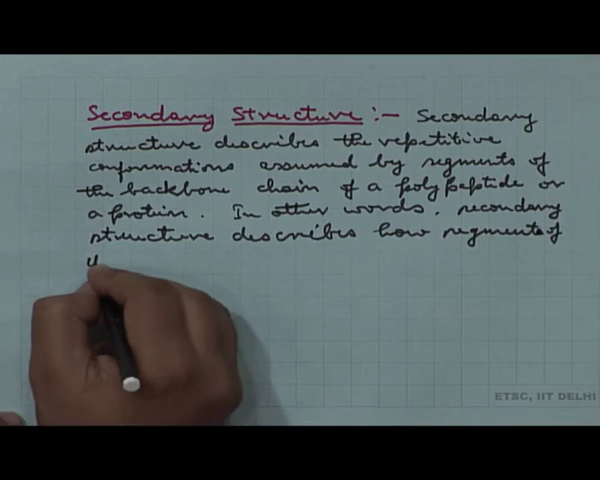 Secondary Structure :- Secondary
structure describes the repetitive
conformations assumed by segments of
the backbone chain of a polypeptide or
a protein. In other words, secondary
structure describes how segments of
ETSC, IIT DELHI